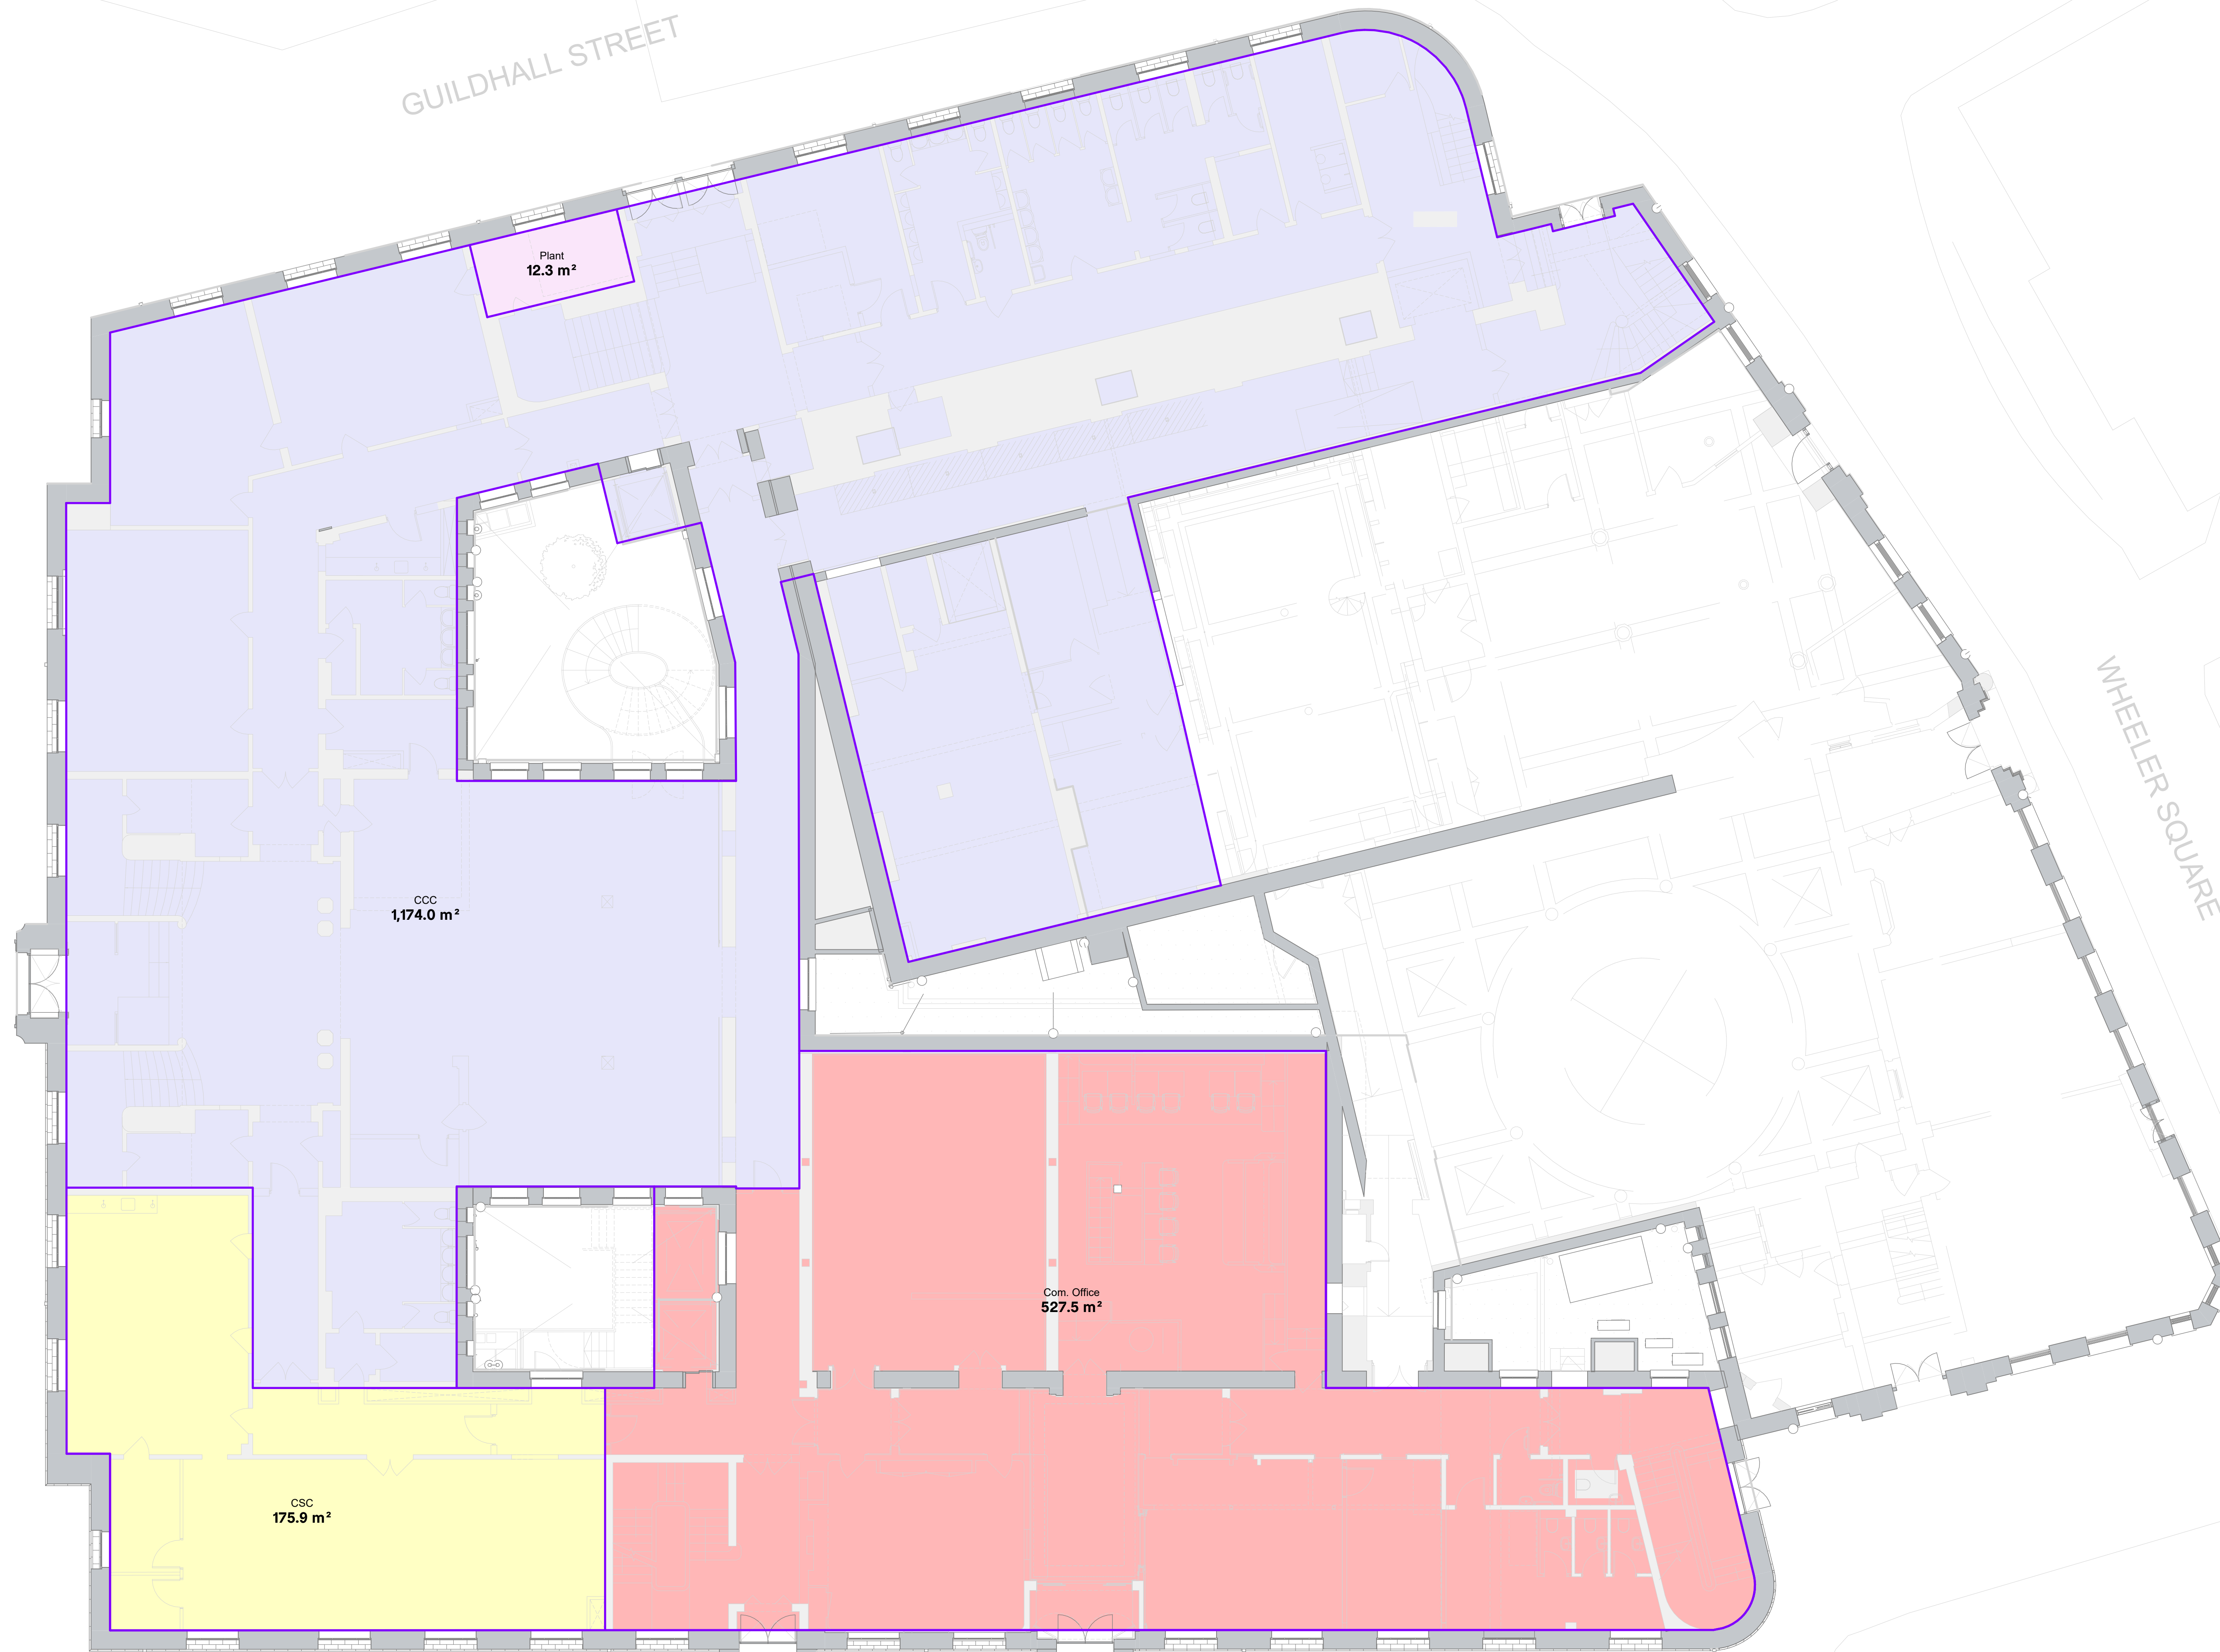 GUILDHALL STREET
Plant
12.3 m²
WHEELER SQUARE
CCC
1,174.0 m²
Com. Office
527.5 m²
CSC
175.9 m²